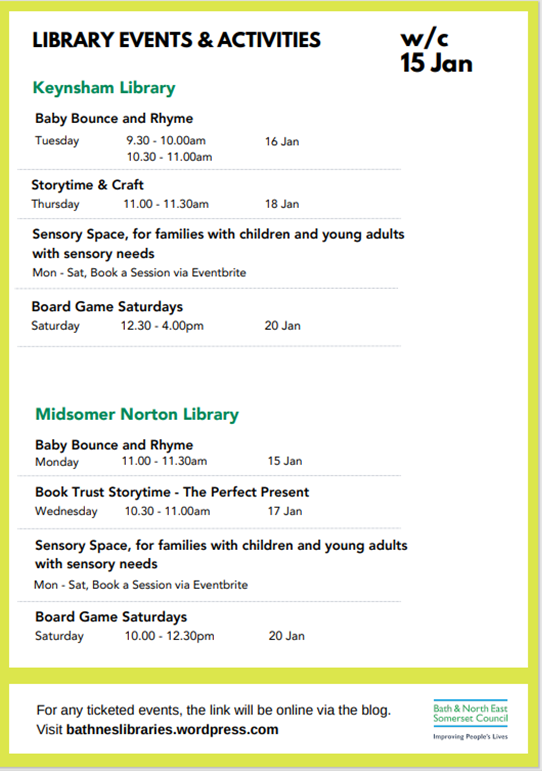 LIBRARY EVENTS & ACTIVITIES
w/c
15 Jan
Keynsham Library
Baby Bounce and Rhyme
Tuesday 9.30 - 10.00am 16 Jan
10.30 - 11.00am
Storytime & Craft
Thursday 11.00 - 11.30am 18 Jan
Sensory Space, for families with children and young adults
with sensory needs
Mon - Sat, Book a Session via Eventbrite
Board Game Saturdays
Saturday 12.30 - 4.00pm 20 Jan
Midsomer Norton Library
Baby Bounce and Rhyme
Monday 11.00 - 11.30am 15 Jan
Book Trust Storytime - The Perfect Present
Wednesday 10.30 - 11.00am 17 Jan
Sensory Space, for families with children and young adults
with sensory needs
Mon - Sat, Book a Session via Eventbrite
Board Game Saturdays
Saturday 10.00 - 12.30pm 20 Jan
For any ticketed events, the link will be online via the blog.
Visit bathneslibraries.wordpress.com
Bath & North East
Somerset Council
Improving People's Lives